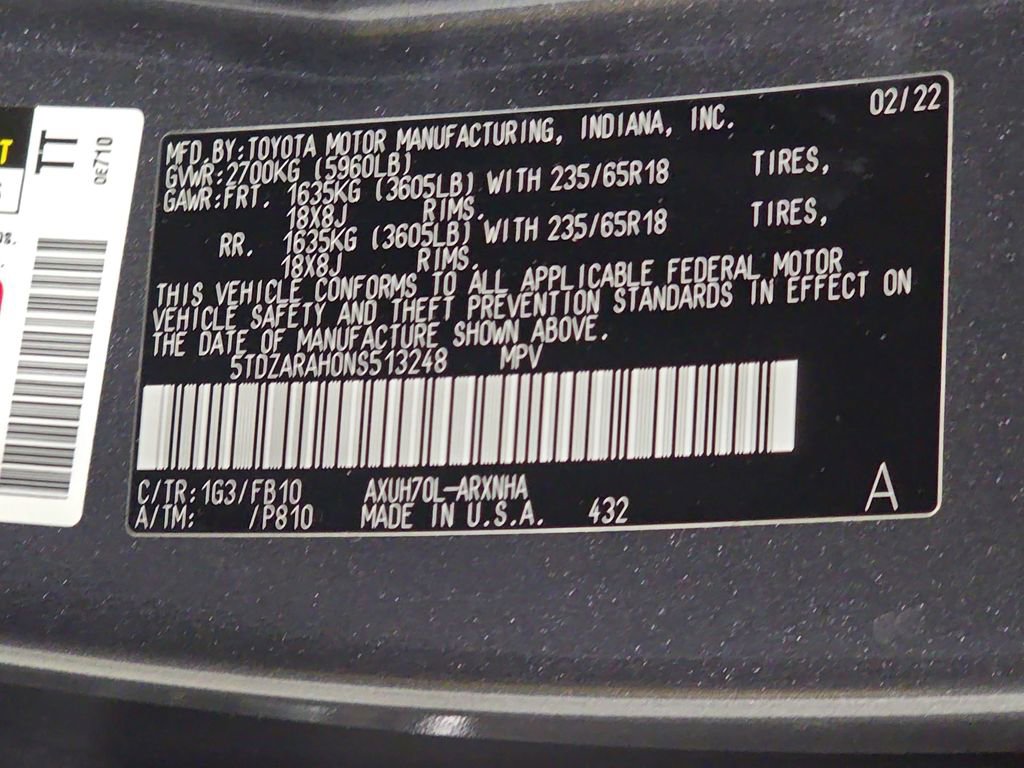 TT
0E710
02/22
MFD.BY:TOYOTA MOTOR MANUFACTURING, INDIANA, INC.
GVWR:2700KG (5960LB)
GAWR:FRT. 1635KG (3605LB) WITH 235/65R18 TIRES,
18X8J RIMS.
RR. 1635KG (3605LB) WITH 235/65R18 TIRES,
18X8J RIMS.
THIS VEHICLE CONFORMS TO ALL APPLICABLE FEDERAL MOTOR
VEHICLE SAFETY AND THEFT PREVENTION STANDARDS IN EFFECT ON
THE DATE OF MANUFACTURE SHOWN ABOVE.
5TDZARAH0NS513248 MPV
C/TR:1G3/FB10 AXUH70L-ARXNHA
A/TM: /P810 MADE IN U.S.A. 432
A